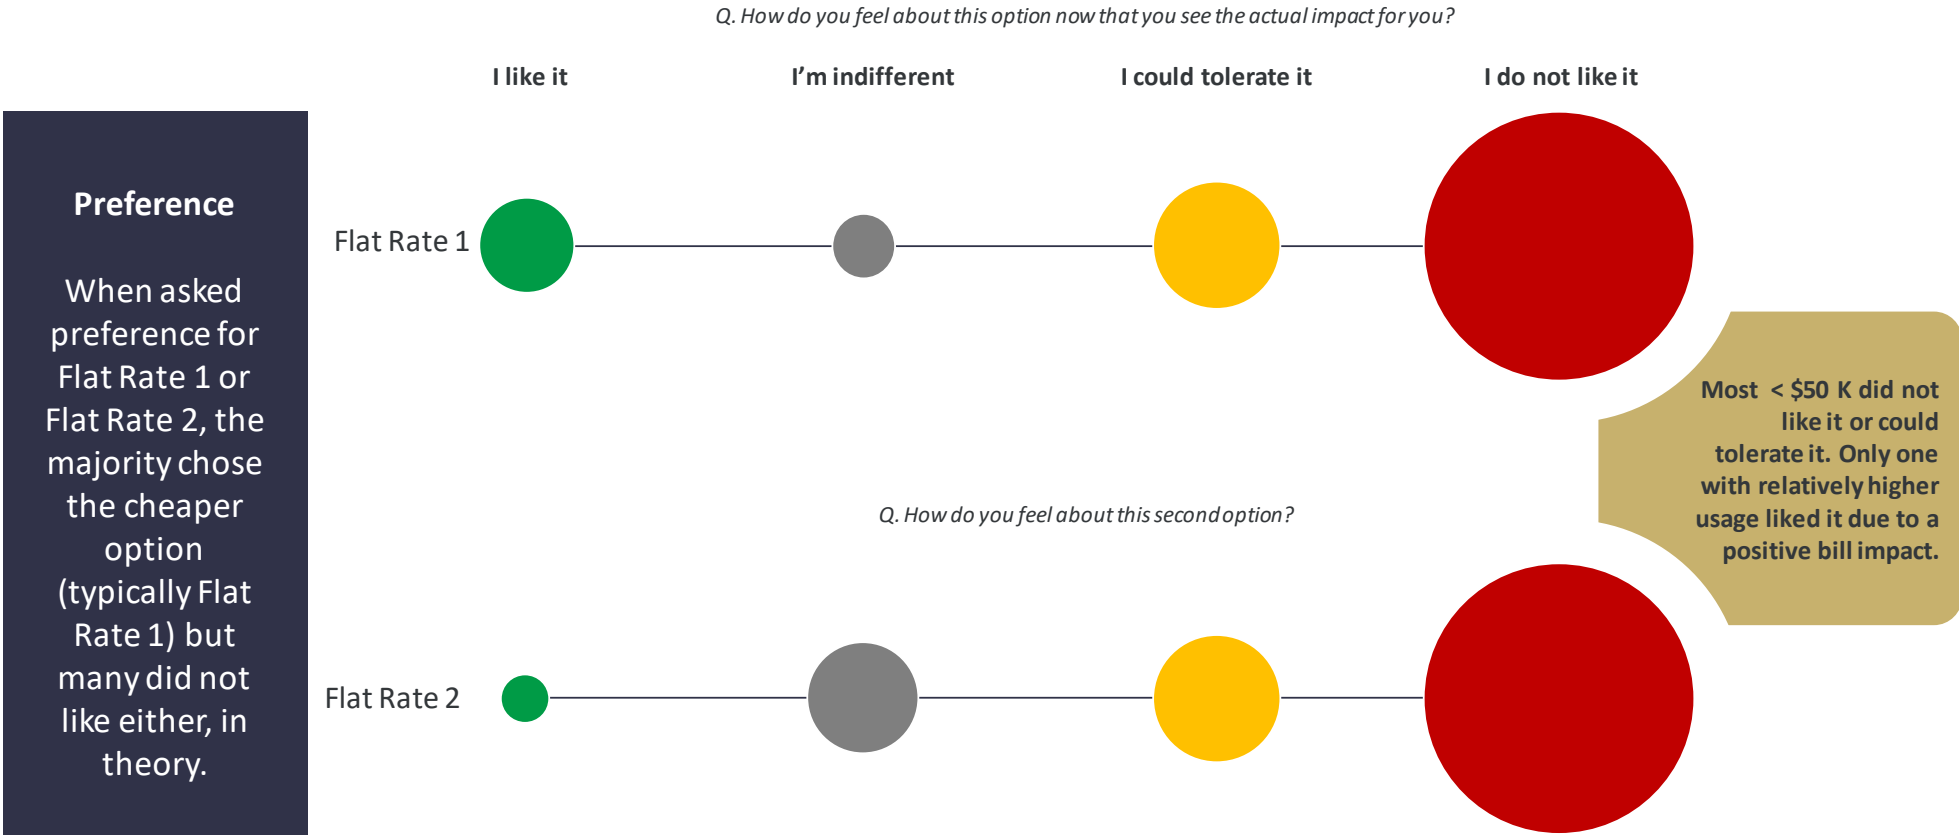 Q. How do you feel about this option now that you see the actual impact for you?
I like it
I'm indifferent
I could tolerate it
I do not like it
Preference
When asked
preference for
Flat Rate 1 or
Flat Rate 2, the
majority chose
the cheaper
option
(typically Flat
Rate 1) but
many did not
like either, in
theory.
Flat Rate 1
Most < $50 K did not
like it or could
tolerate it. Only one
with relatively higher
usage liked it due to a
positive bill impact.
Q. How do you feel about this second option?
Flat Rate 2